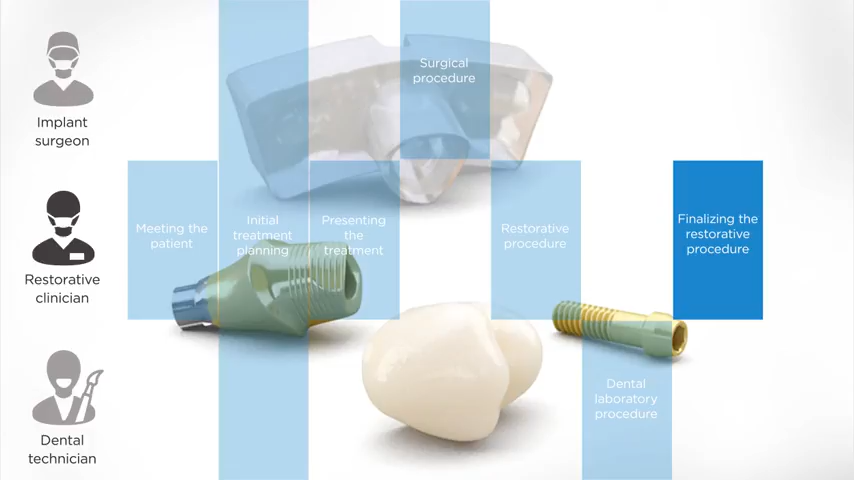 Implant
surgeon
Surgical
procedure
Restorative
clinician
Meeting the
patient
Initial
treatment
planning
Presenting
the
treatment
Restorative
procedure
Finalizing the
restorative
procedure
Dental
technician
Dental
laboratory
procedure